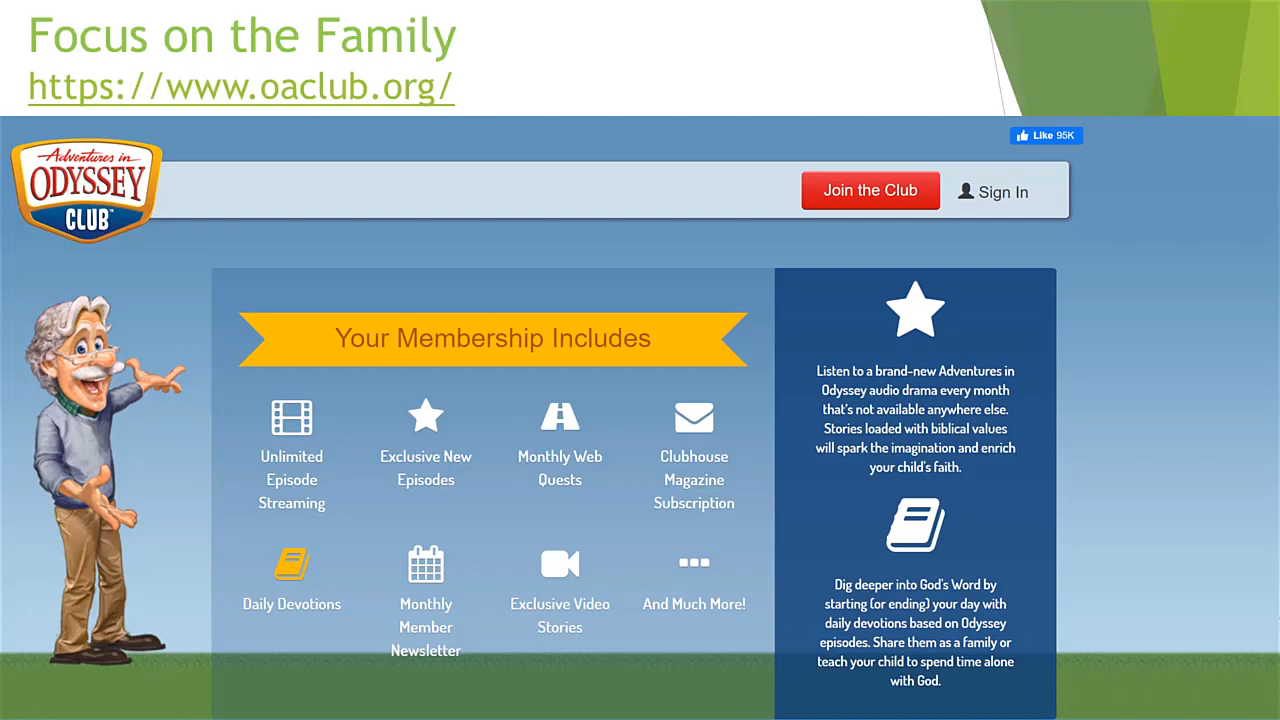 Focus on the Family
https://www.oaclub.org/
Like 95K
Adventures in
ODYSSEY
CLUB™
Join the Club
Sign In
Your Membership Includes
Unlimited
Episode
Streaming
Exclusive New
Episodes
Monthly Web
Quests
Clubhouse
Magazine
Subscription
Daily Devotions
Monthly
Member
Newsletter
Exclusive Video
Stories
And Much More!
Listen to a brand-new Adventures in
Odyssey audio drama every month
that's not available anywhere else.
Stories loaded with biblical values
will spark the imagination and enrich
your child's faith.
Dig deeper into God's Word by
starting (or ending) your day with
daily devotions based on Odyssey
episodes. Share them as a family or
teach your child to spend time alone
with God.